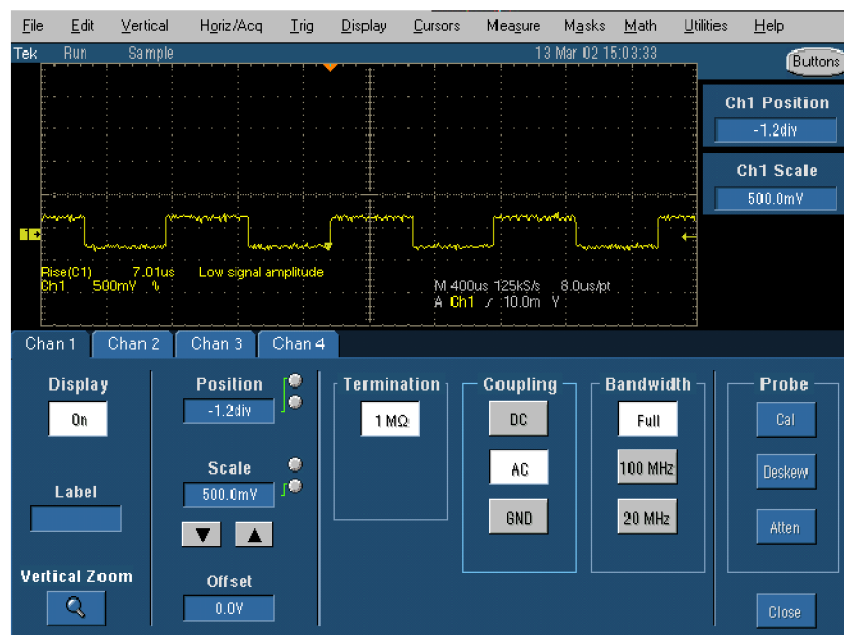 File Edit Vertical Horiz/Acq Trig Display Cursors Measure Masks Math Utilities Help
Tek Run Sample 13 Mar 02 15:03:33
Buttons
Ch1 Position
-1.2div
Ch1 Scale
500.0mV
1
Rise(C1) 7.01us Low signal amplitude
Ch1 500mV
M 400us 125kS/s 8.0us/pt
A Ch1 10.0m V
Chan 1 Chan 2 Chan 3 Chan 4
Display
On
Label
Vertical Zoom
Position
-1.2div
Scale
500.0mV
Offset
0.0V
Termination
1 MΩ
Coupling
DC
AC
GND
Bandwidth
Full
100 MHz
20 MHz
Probe
Cal
Deskew
Atten
Close